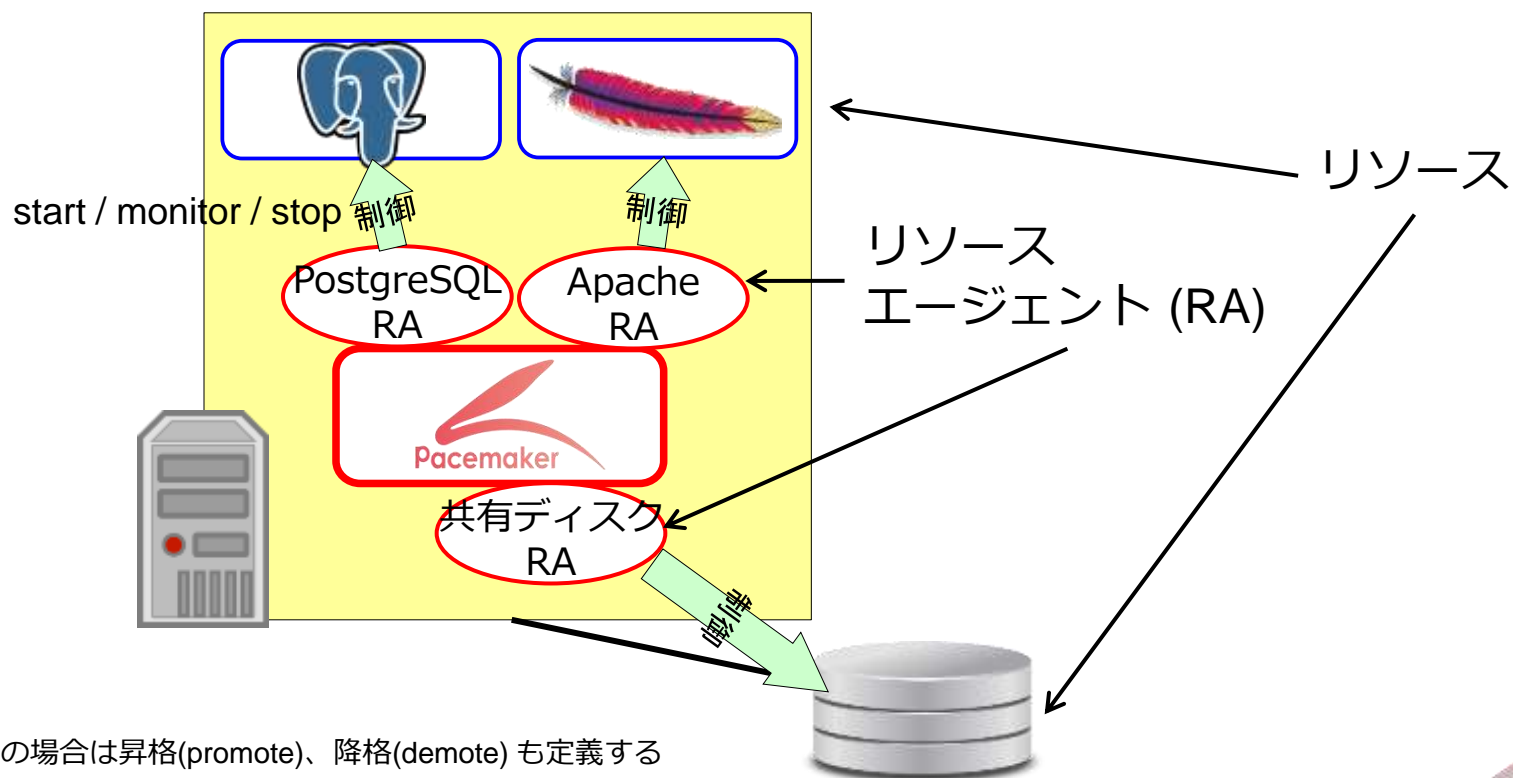 リソース
start / monitor / stop
制御
制御
リソース
エージェント (RA)
PostgreSQL
RA
Apache
RA
Pacemaker
共有ディスク
RA
制御
の場合は昇格(promote)、降格(demote) も定義する